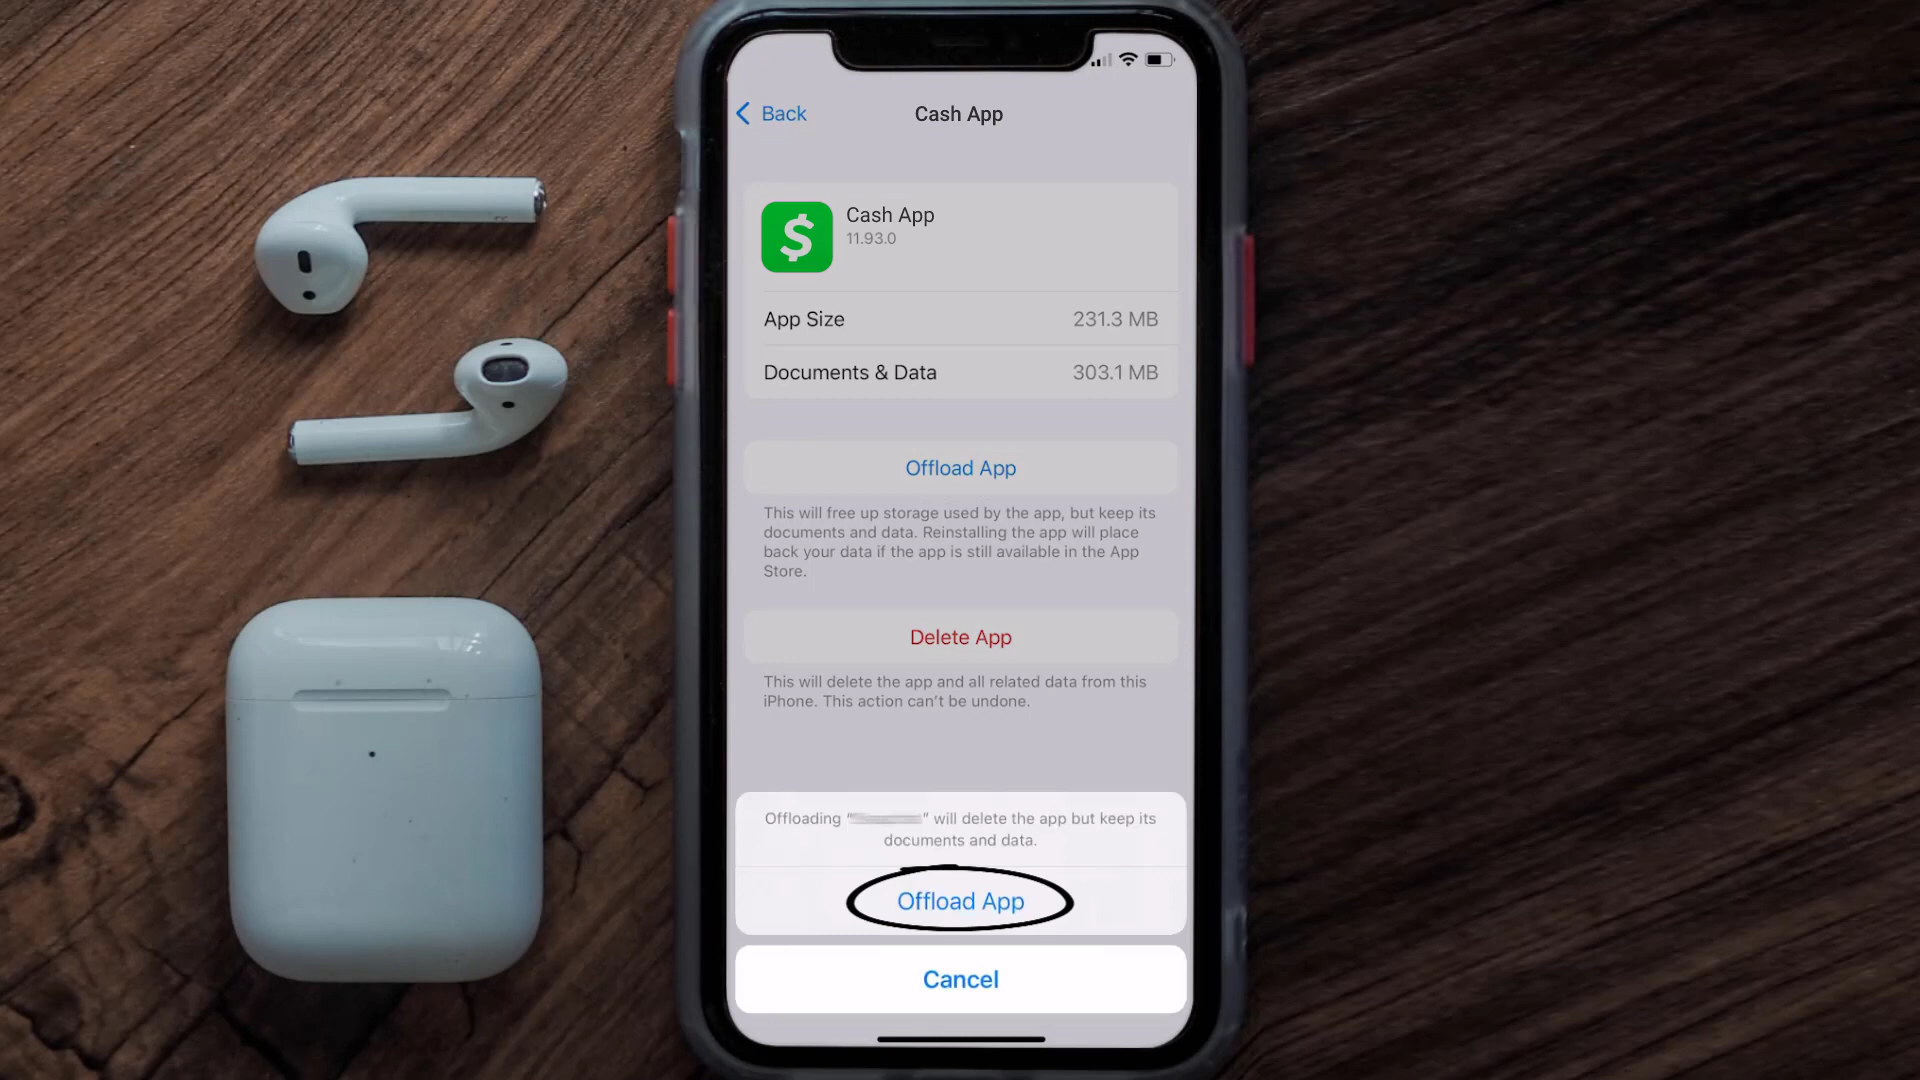 Back
Cash App
$
Cash App
11.93.0
App Size 231.3 MB
Documents & Data 303.1 MB
Offload App
This will free up storage used by the app, but keep its
documents and data. Reinstalling the app will place
back your data if the app is still available in the App
Store.
Delete App
This will delete the app and all related data from this
iPhone. This action can’t be undone.
Offloading “ ” will delete the app but keep its
documents and data.
Offload App
Cancel